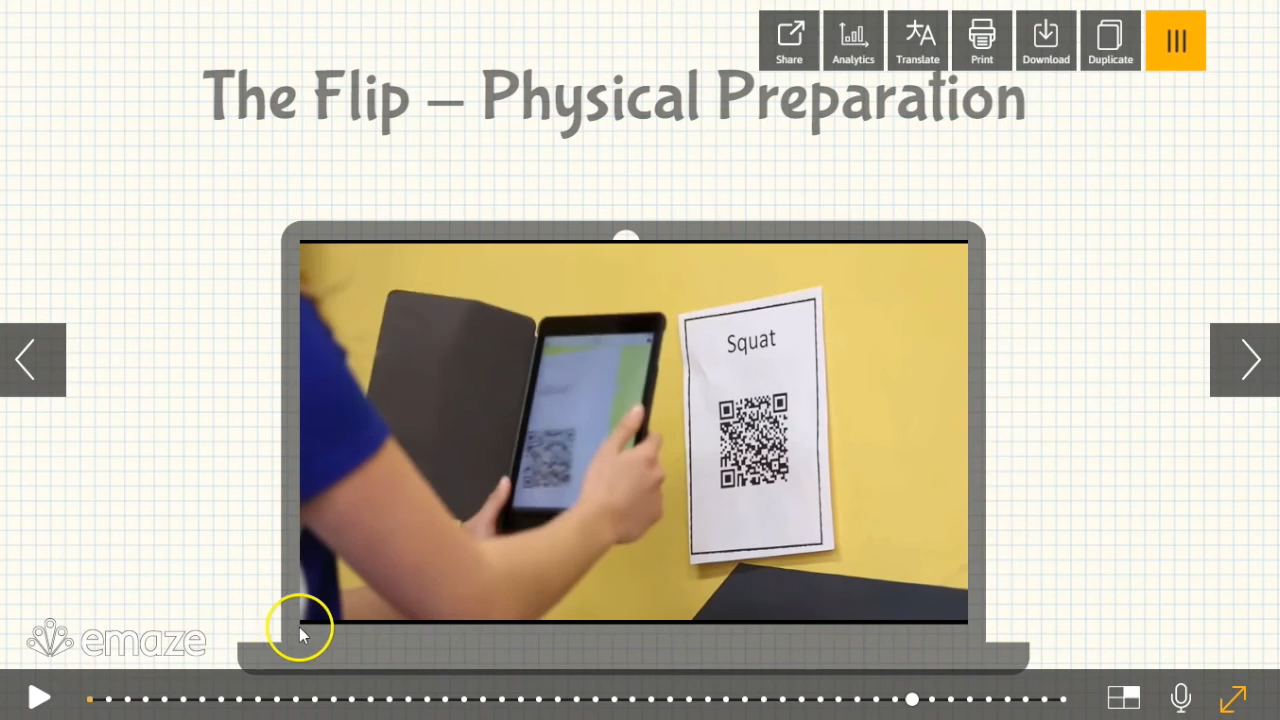 Share
Analytics
Translate
Print
Download
Duplicate
The Flip – Physical Preparation
Squat
emaze